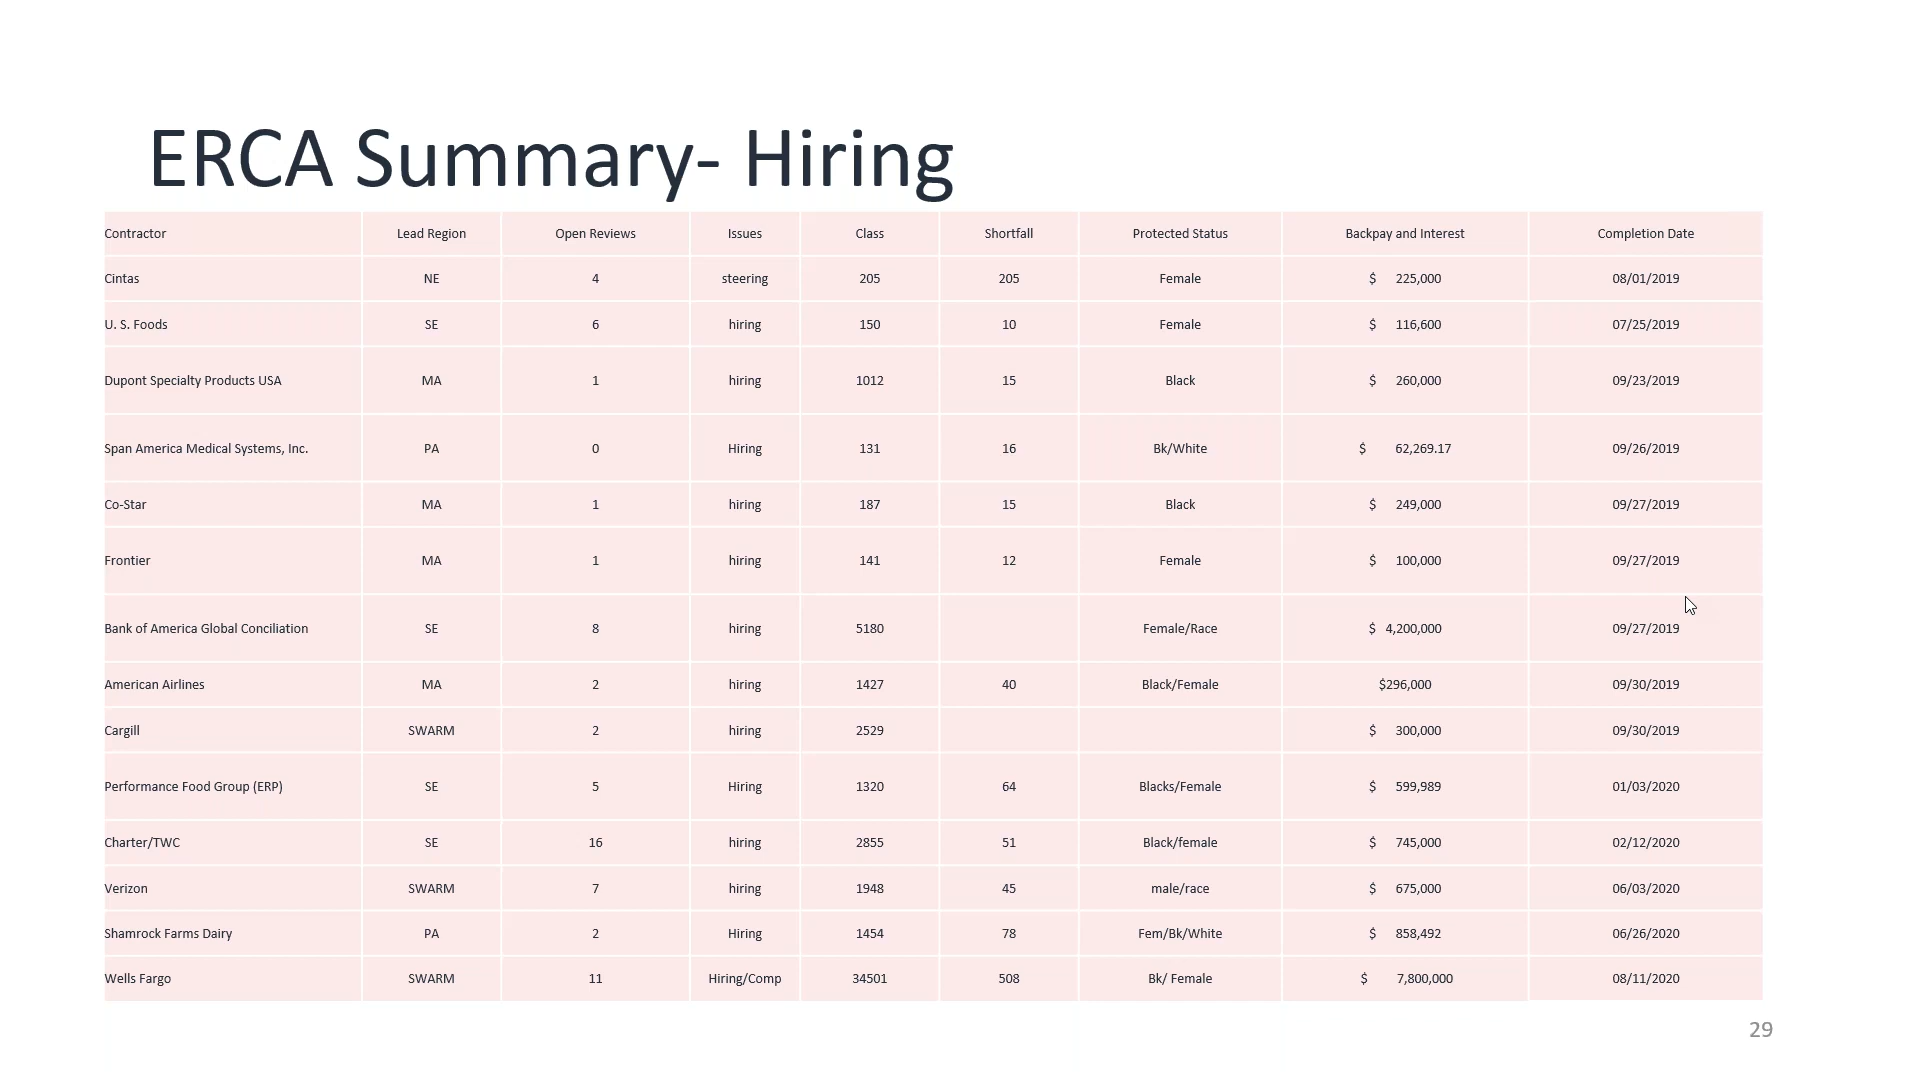 ERCA Summary- Hiring
Contractor Lead Region Open Reviews Issues Class Shortfall Protected Status Backpay and Interest Completion Date
Cintas NE 4 steering 205 205 Female $ 225,000 08/01/2019
U. S. Foods SE 6 hiring 150 10 Female $ 116,600 07/25/2019
Dupont Specialty Products USA MA 1 hiring 1012 15 Black $ 260,000 09/23/2019
Span America Medical Systems, Inc. PA 0 Hiring 131 16 Bk/White $ 62,269.17 09/26/2019
Co-Star MA 1 hiring 187 15 Black $ 249,000 09/27/2019
Frontier MA 1 hiring 141 12 Female $ 100,000 09/27/2019
Bank of America Global Conciliation SE 8 hiring 5180 Female/Race $ 4,200,000 09/27/2019
American Airlines MA 2 hiring 1427 40 Black/Female $296,000 09/30/2019
Cargill SWARM 2 hiring 2529 $ 300,000 09/30/2019
Performance Food Group (ERP) SE 5 Hiring 1320 64 Blacks/Female $ 599,989 01/03/2020
Charter/TWC SE 16 hiring 2855 51 Black/female $ 745,000 02/12/2020
Verizon SWARM 7 hiring 1948 45 male/race $ 675,000 06/03/2020
Shamrock Farms Dairy PA 2 Hiring 1454 78 Fem/Bk/White $ 858,492 06/26/2020
Wells Fargo SWARM 11 Hiring/Comp 34501 508 Bk/ Female $ 7,800,000 08/11/2020
29